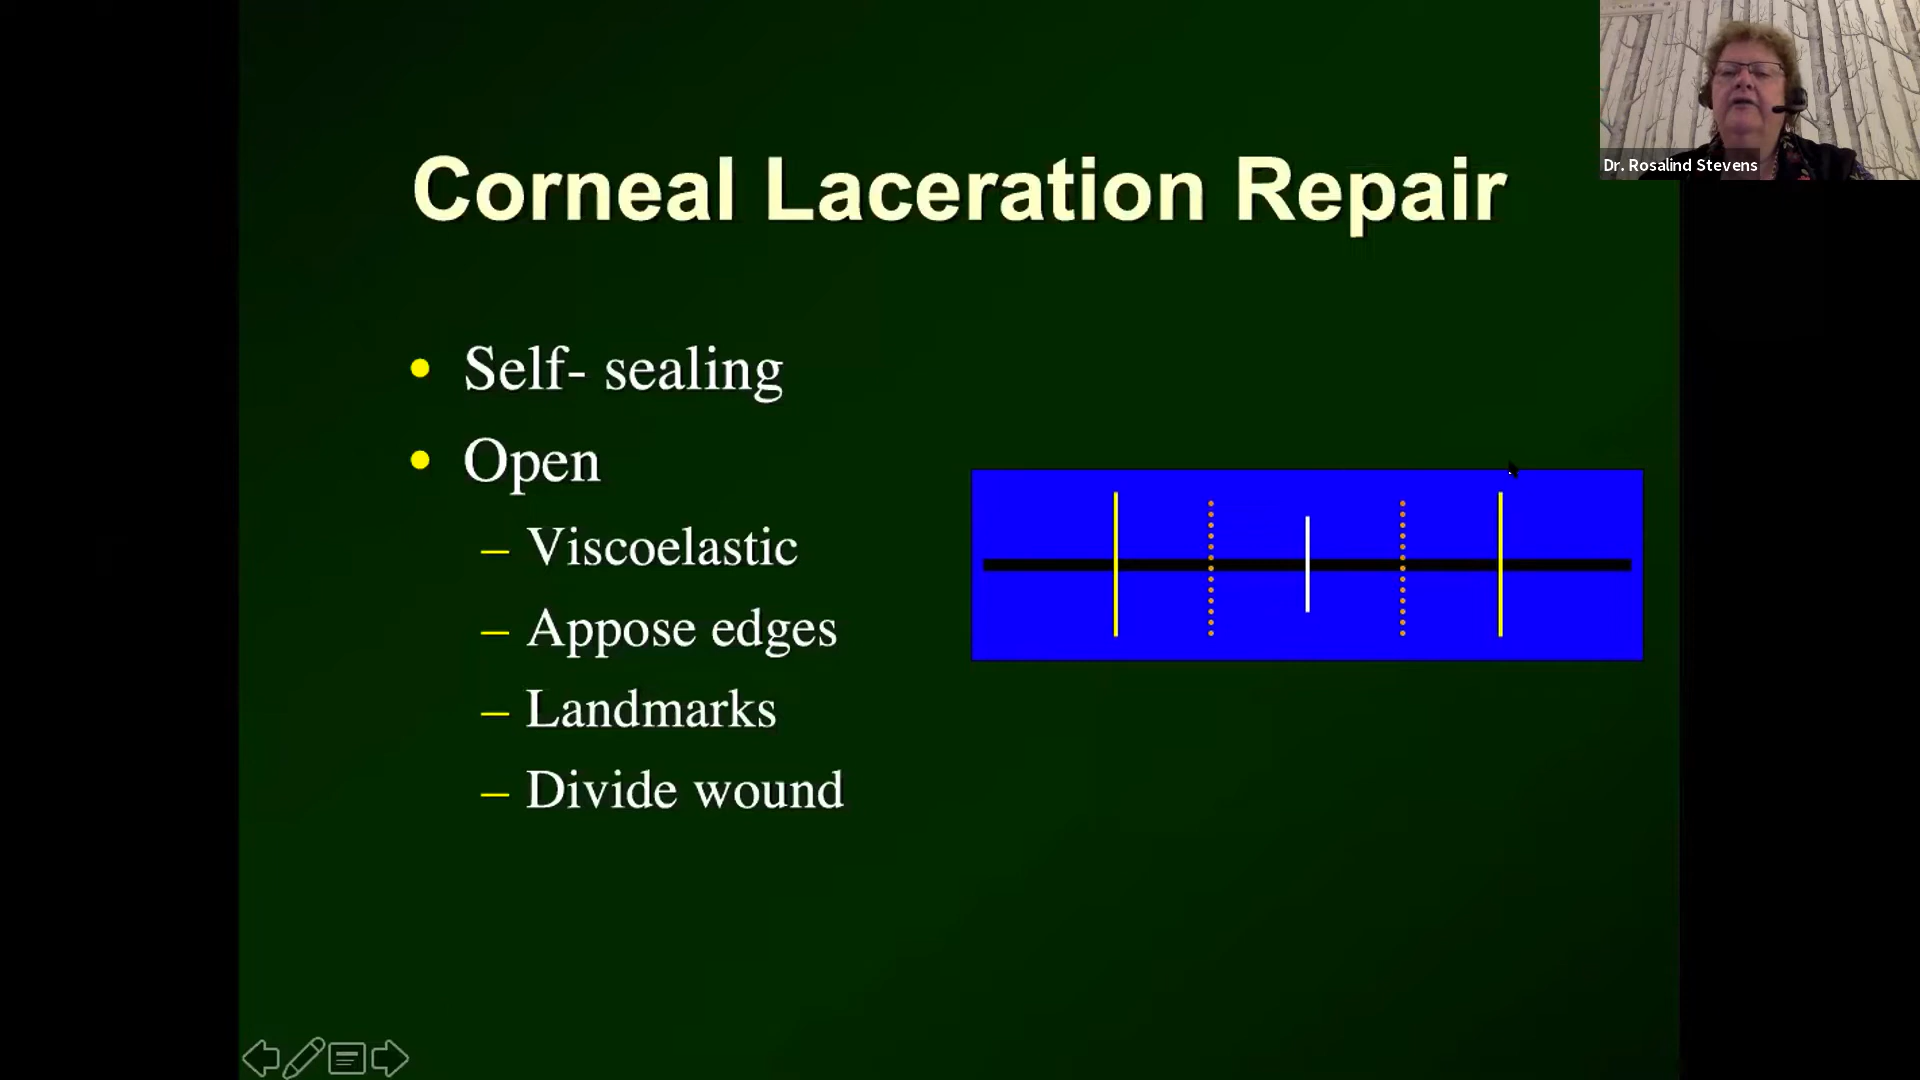 Corneal Laceration Repair
• Self- sealing
• Open
– Viscoelastic
– Appose edges
– Landmarks
– Divide wound
Dr. Rosalind Stevens